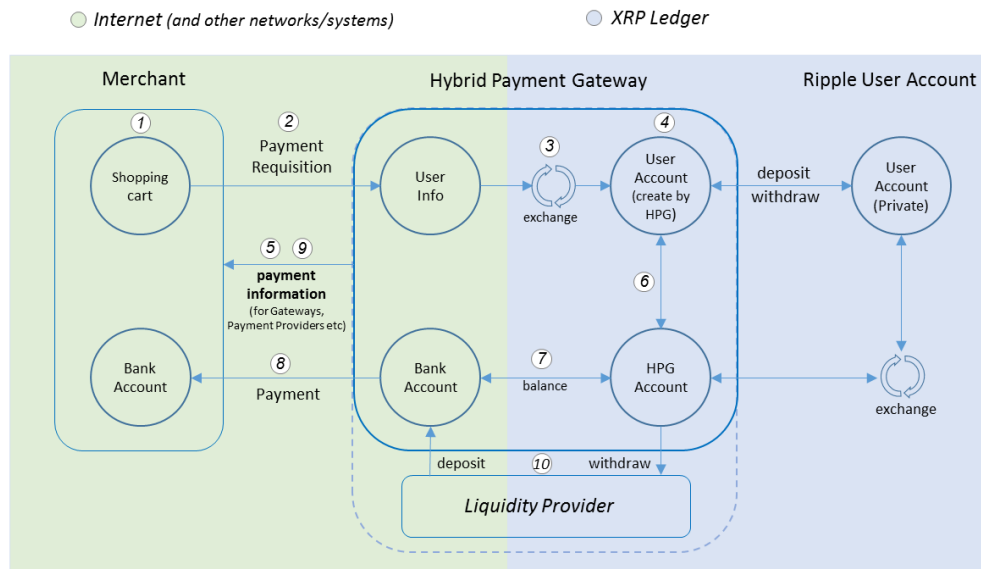 Internet (and other networks/systems)
XRP Ledger
Merchant
Hybrid Payment Gateway
Ripple User Account
1
Shopping
cart
2
Payment
Requisition
User
Info
3
exchange
4
User
Account
(create by
HPG)
deposit
withdraw
User
Account
(Private)
5 9
payment
information
(for Gateways,
Payment Providers etc)
6
Bank
Account
8
Payment
Bank
Account
7
balance
HPG
Account
exchange
deposit
10
withdraw
Liquidity Provider